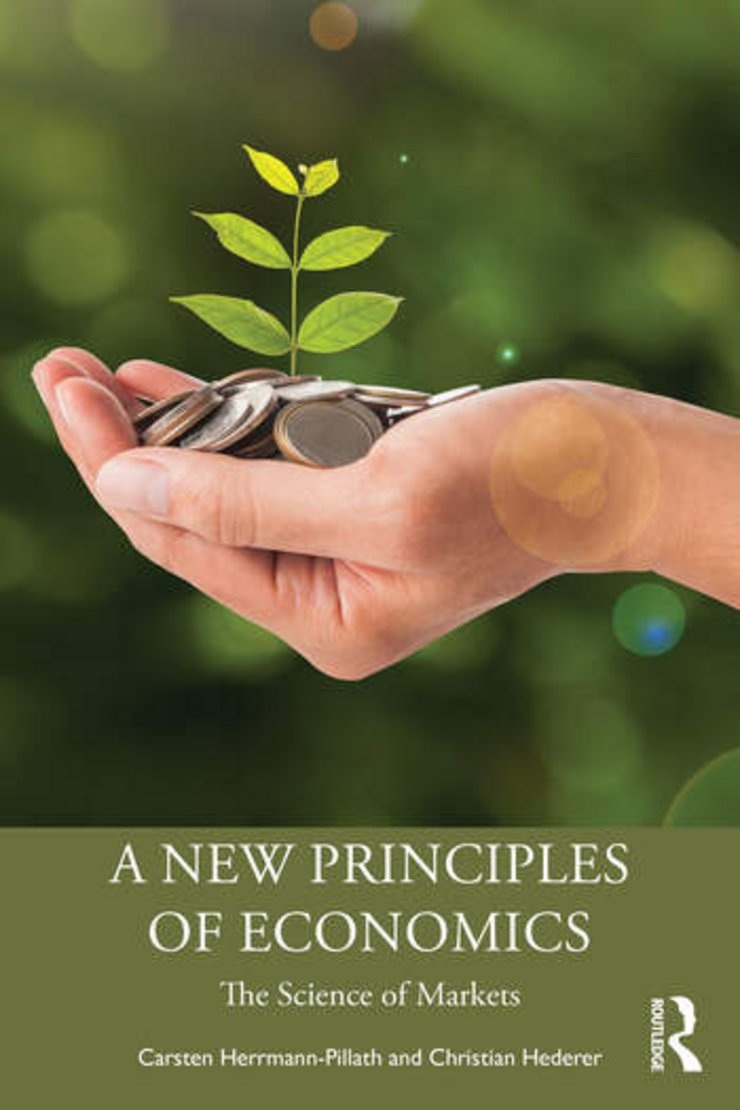 A NEW PRINCIPLES
OF ECONOMICS
The Science of Markets
Carsten Herrmann-Pillath and Christian Hederer
ROUTLEDGE